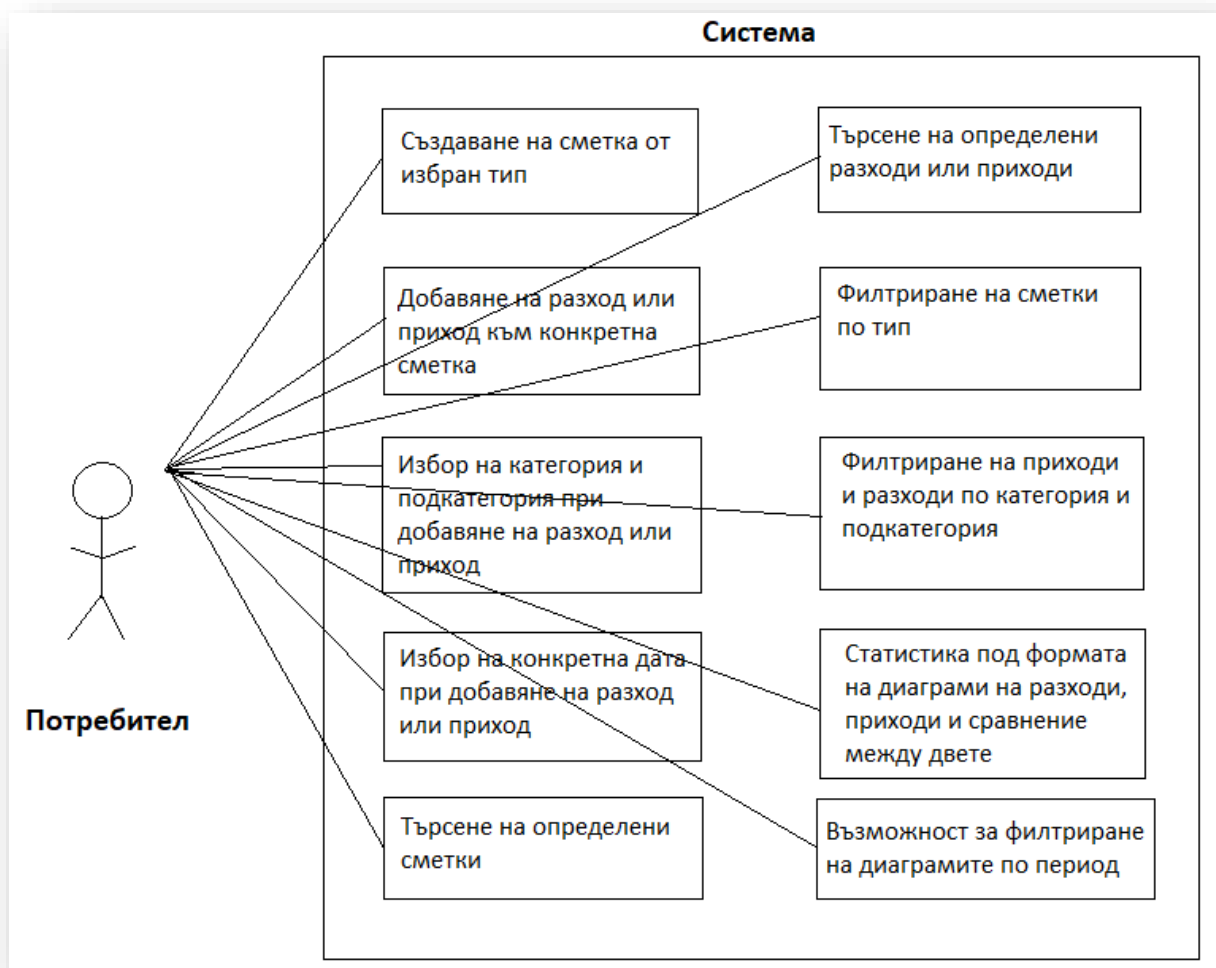 Система
Създаване на сметка от
избран тип
Търсене на определени
разходи или приходи
Добавяне на разход или
приход към конкретна
сметка
Филтриране на сметки
по тип
Избор на категория и
подкатегория при
добавяне на разход или
приход
Филтриране на приходи
и разходи по категория и
подкатегория
Избор на конкретна дата
при добавяне на разход
или приход
Статистика под формата
на диаграми на разходи,
приходи и сравнение
между двете
Потребител
Търсене на определени
сметки
Възможност за филтриране
на диаграмите по период